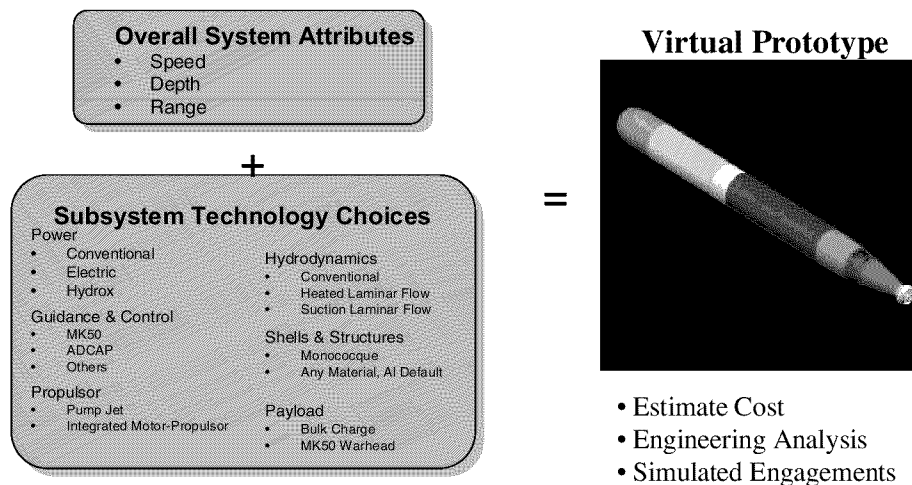 Overall System Attributes
• Speed
• Depth
• Range
+
Subsystem Technology Choices
Power
• Conventional
• Electric
• Hydrox
Guidance & Control
• MK50
• ADCAP
• Others
Propulsor
• Pump Jet
• Integrated Motor-Propulsor
Hydrodynamics
• Conventional
• Heated Laminar Flow
• Suction Laminar Flow
Shells & Structures
• Monococque
• Any Material, Al Default
Payload
• Bulk Charge
• MK50 Warhead
=
Virtual Prototype
• Estimate Cost
• Engineering Analysis
• Simulated Engagements